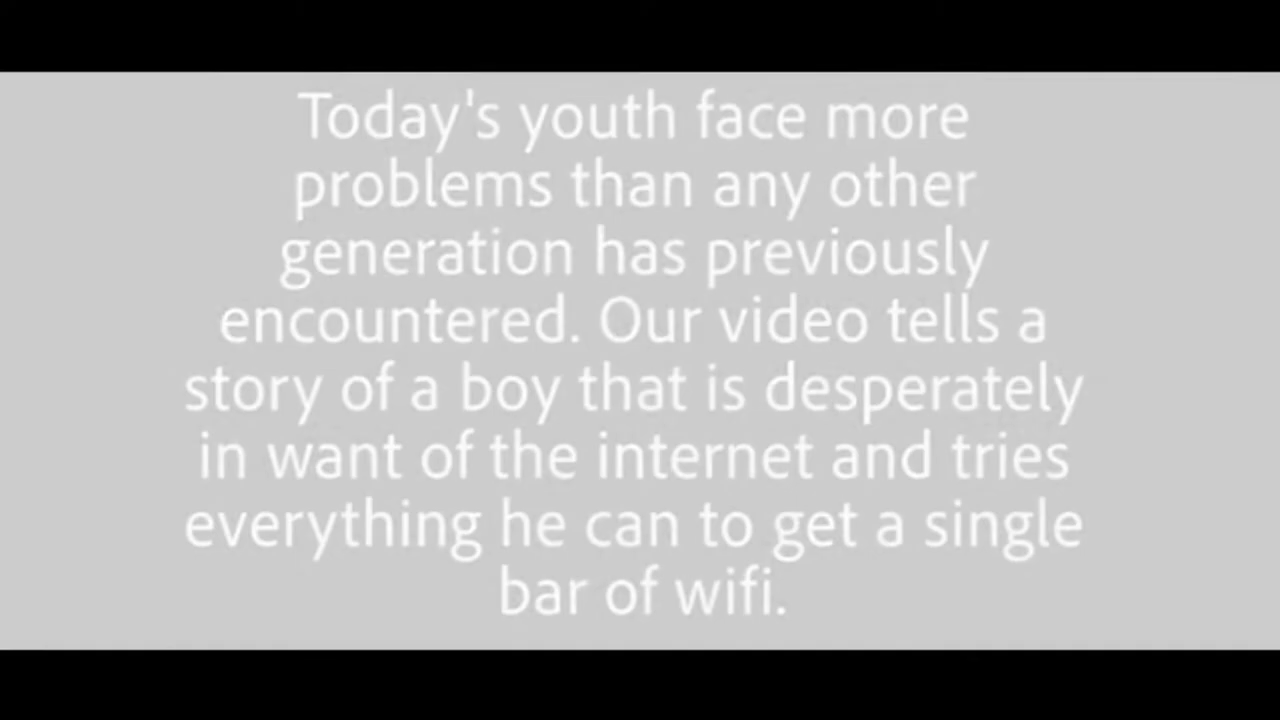 Today's youth face more
problems than any other
generation has previously
encountered. Our video tells a
story of a boy that is desperately
in want of the internet and tries
everything he can to get a single
bar of wifi.